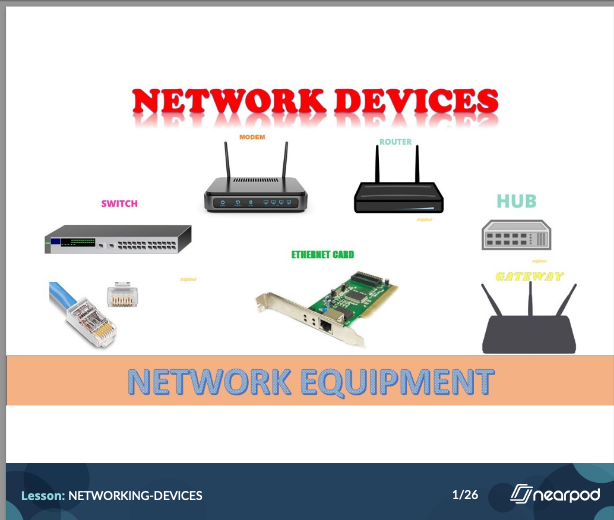 NETWORK DEVICES
MODEM
ROUTER
SWITCH
HUB
ETHERNET CARD
GATEWAY
NETWORK EQUIPMENT
Lesson: NETWORKING-DEVICES
1/26
nearpod